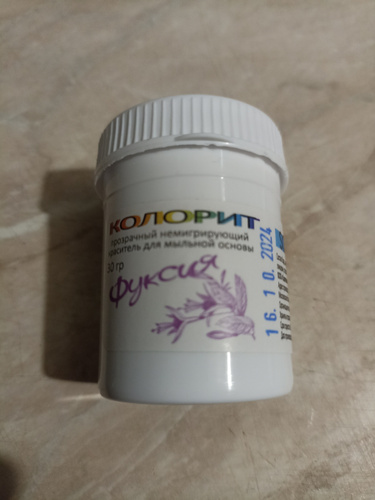 КОЛОРИТ
прозрачный немигрирующий
краситель для мыльной основы
30 гр
Фуксия
16.10.2024